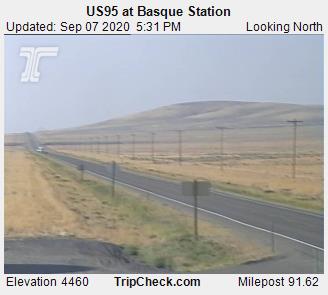 US95 at Basque Station
Updated: Sep 07 2020 5:31 PM Looking North
Elevation 4460 TripCheck.com Milepost 91.62